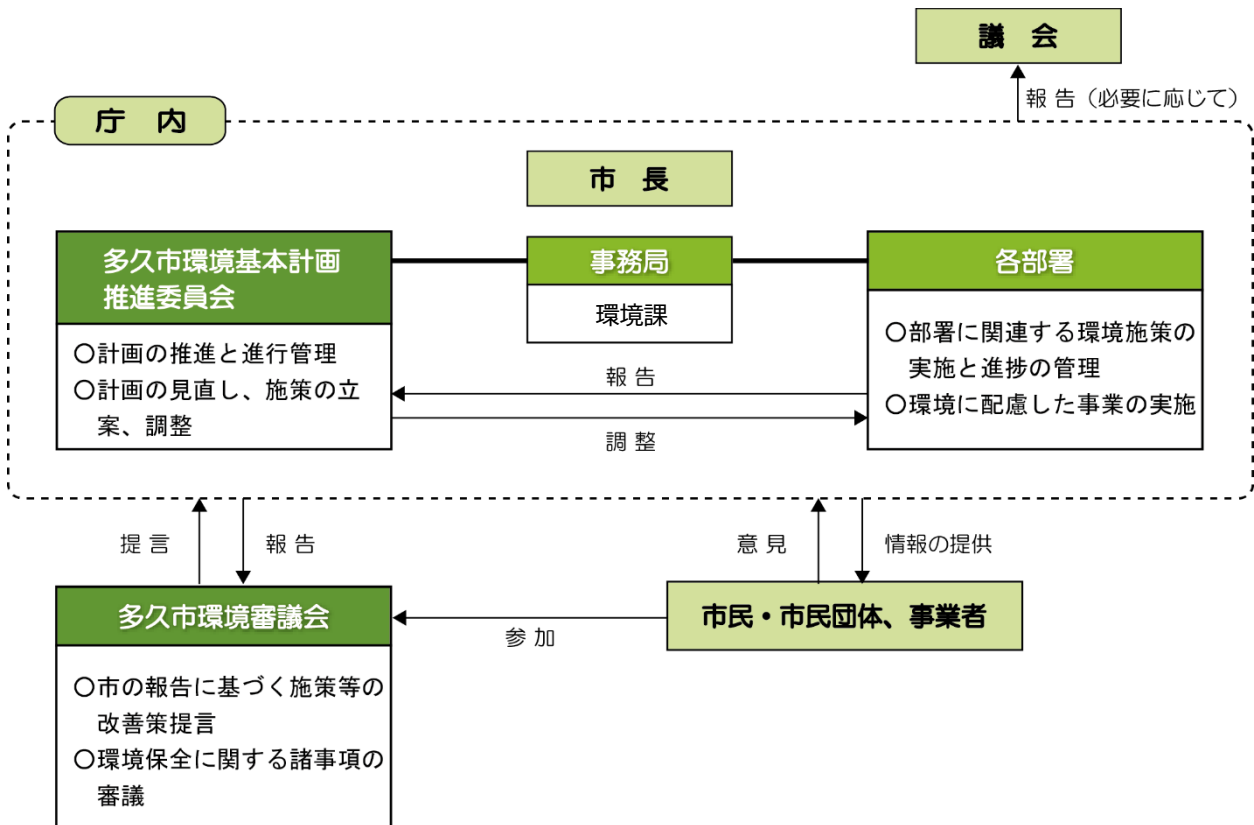 議 会
報 告（必要に応じて）
庁 内
市 長
多久市環境基本計画
推進委員会
○計画の推進と進行管理
○計画の見直し、施策の立
案、調整
事務局
環境課
各部署
○部署に関連する環境施策の
実施と進捗の管理
○環境に配慮した事業の実施
報 告
調 整
提 言
報 告
意 見
情報の提供
多久市環境審議会
○市の報告に基づく施策等の
改善策提言
○環境保全に関する諸事項の
審議
参 加
市民・市民団体、事業者